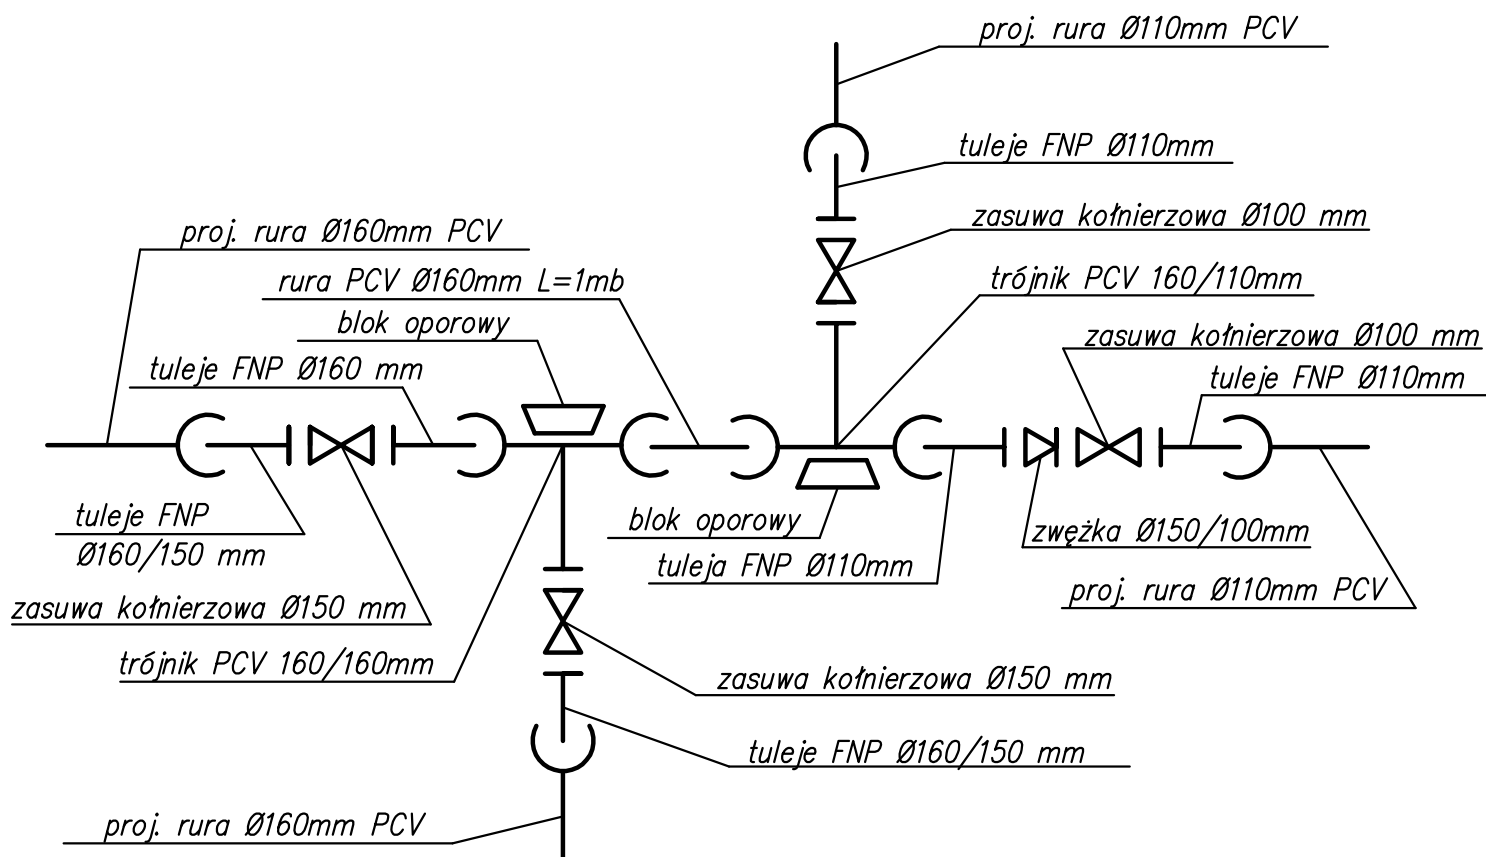 proj. rura Ø110mm PCV
tuleje FNP Ø110mm
zasuwa kołnierzowa Ø100 mm
proj. rura Ø160mm PCV
rura PCV Ø160mm L=1mb
trójnik PCV 160/110mm
blok oporowy
zasuwa kołnierzowa Ø100 mm
tuleje FNP Ø160 mm
tuleje FNP Ø110mm
tuleje FNP
Ø160/150 mm
blok oporowy
zwężka Ø150/100mm
tuleja FNP Ø110mm
proj. rura Ø110mm PCV
zasuwa kołnierzowa Ø150 mm
trójnik PCV 160/160mm
zasuwa kołnierzowa Ø150 mm
tuleje FNP Ø160/150 mm
proj. rura Ø160mm PCV